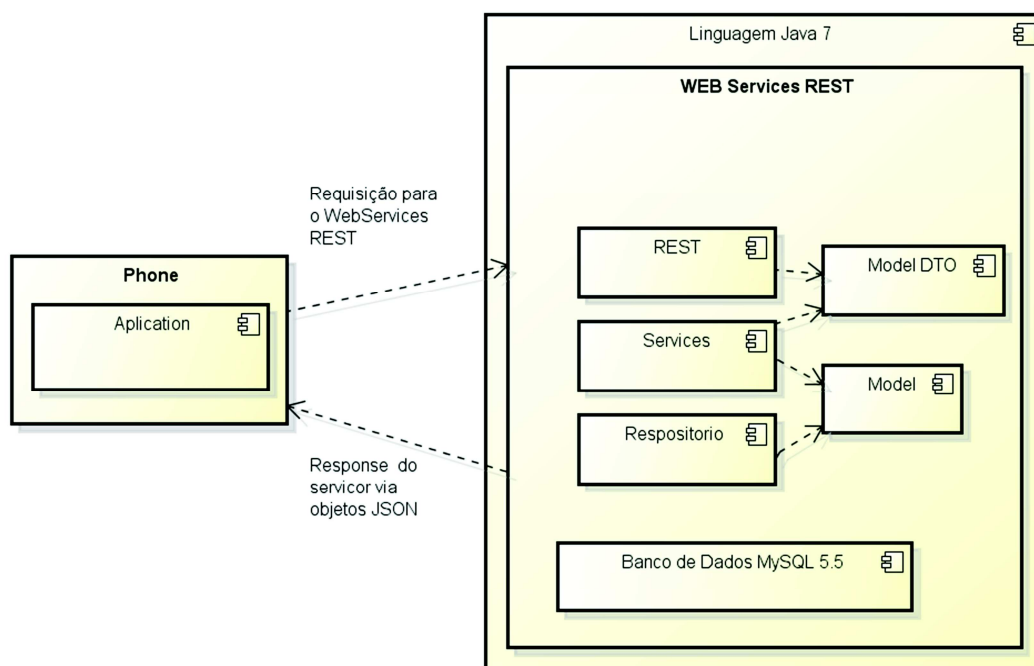 Linguagem Java 7
WEB Services REST
Requisição para
o WebServices
REST
Phone
Aplication
REST
Model DTO
Services
Model
Respositorio
Response do
servicor via
objetos JSON
Banco de Dados MySQL 5.5